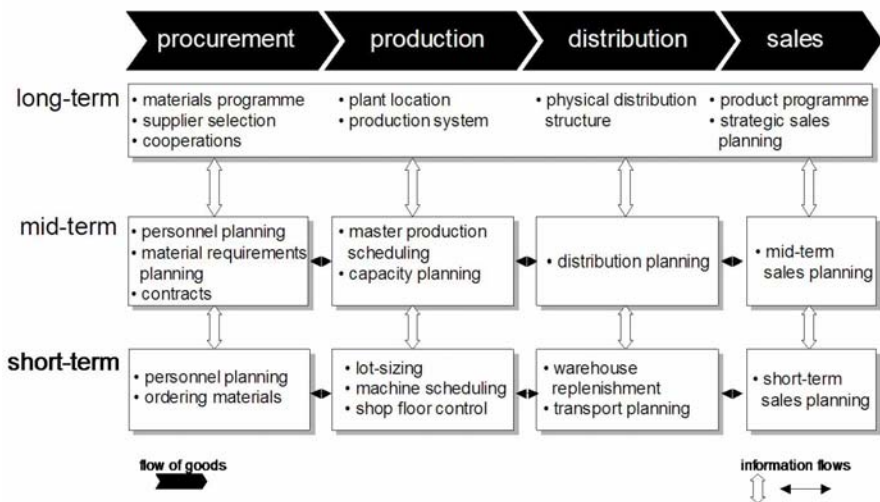 procurement
production
distribution
sales
long-term
• materials programme
• supplier selection
• cooperations
• plant location
• production system
• physical distribution
structure
• product programme
• strategic sales
planning
mid-term
• personnel planning
• material requirements
planning
• contracts
• master production
scheduling
• capacity planning
• distribution planning
• mid-term
sales planning
short-term
• personnel planning
• ordering materials
• lot-sizing
• machine scheduling
• shop floor control
• warehouse
replenishment
• transport planning
• short-term
sales planning
flow of goods
information flows